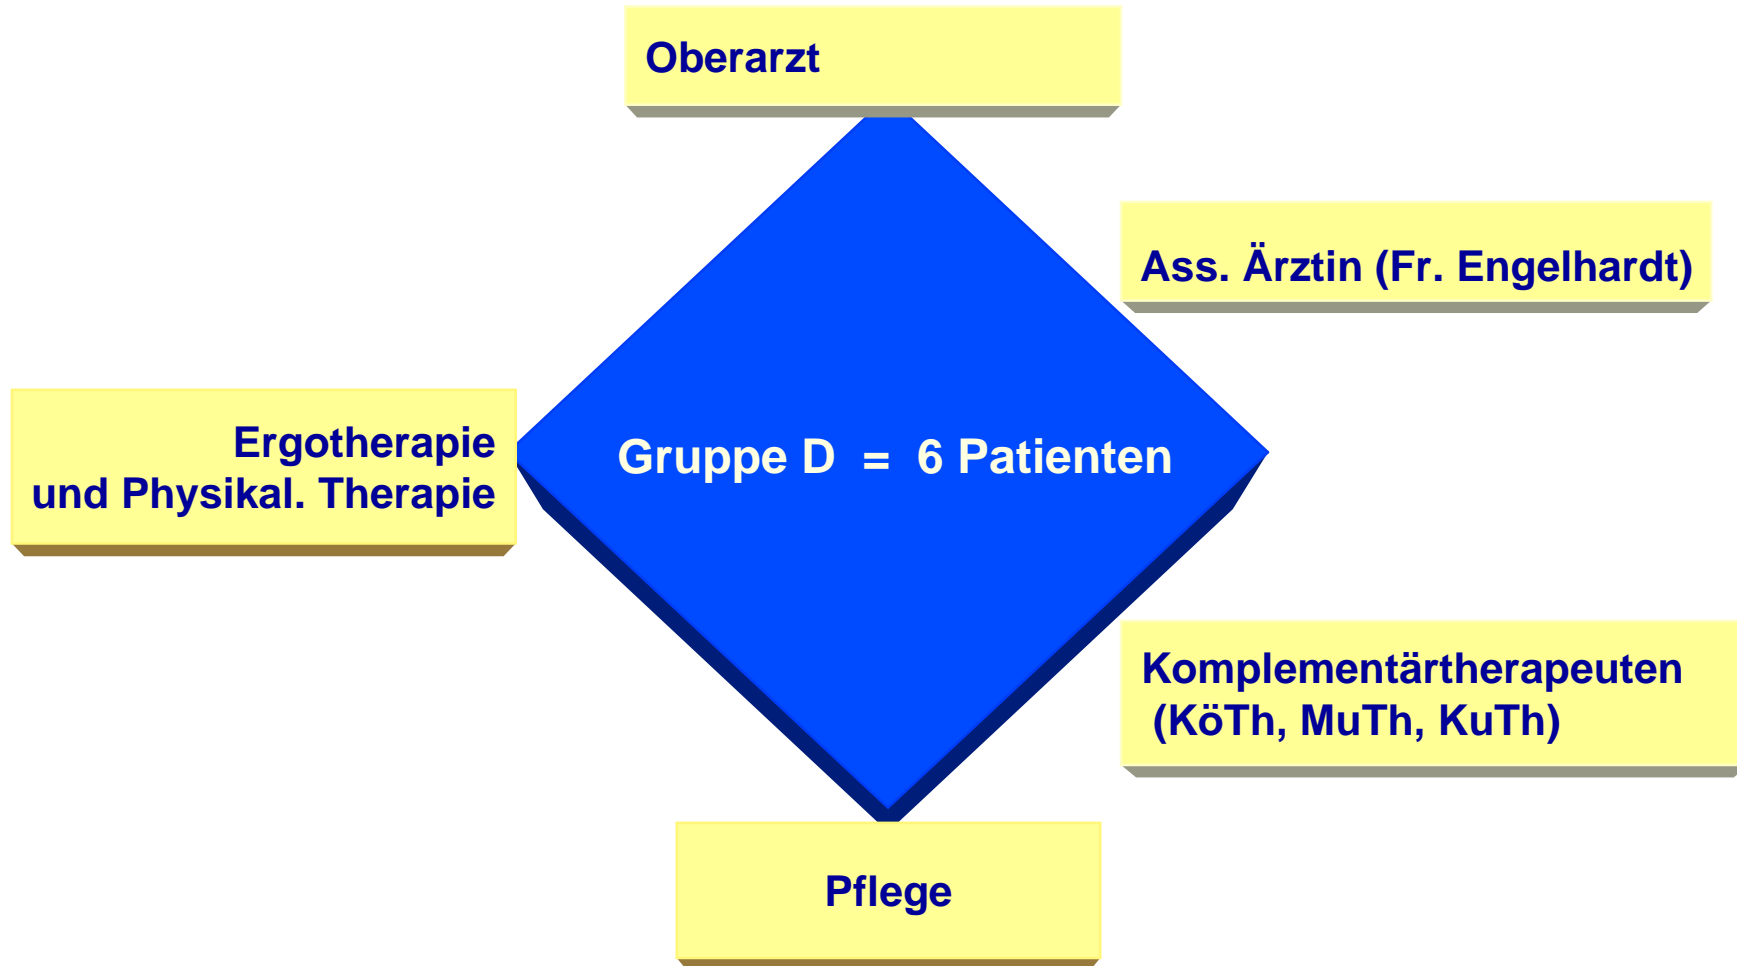 Oberarzt
Ass. Ärztin (Fr. Engelhardt)
Ergotherapie
und Physikal. Therapie
Gruppe D  =  6 Patienten
Komplementärtherapeuten
(KöTh, MuTh, KuTh)
Pflege